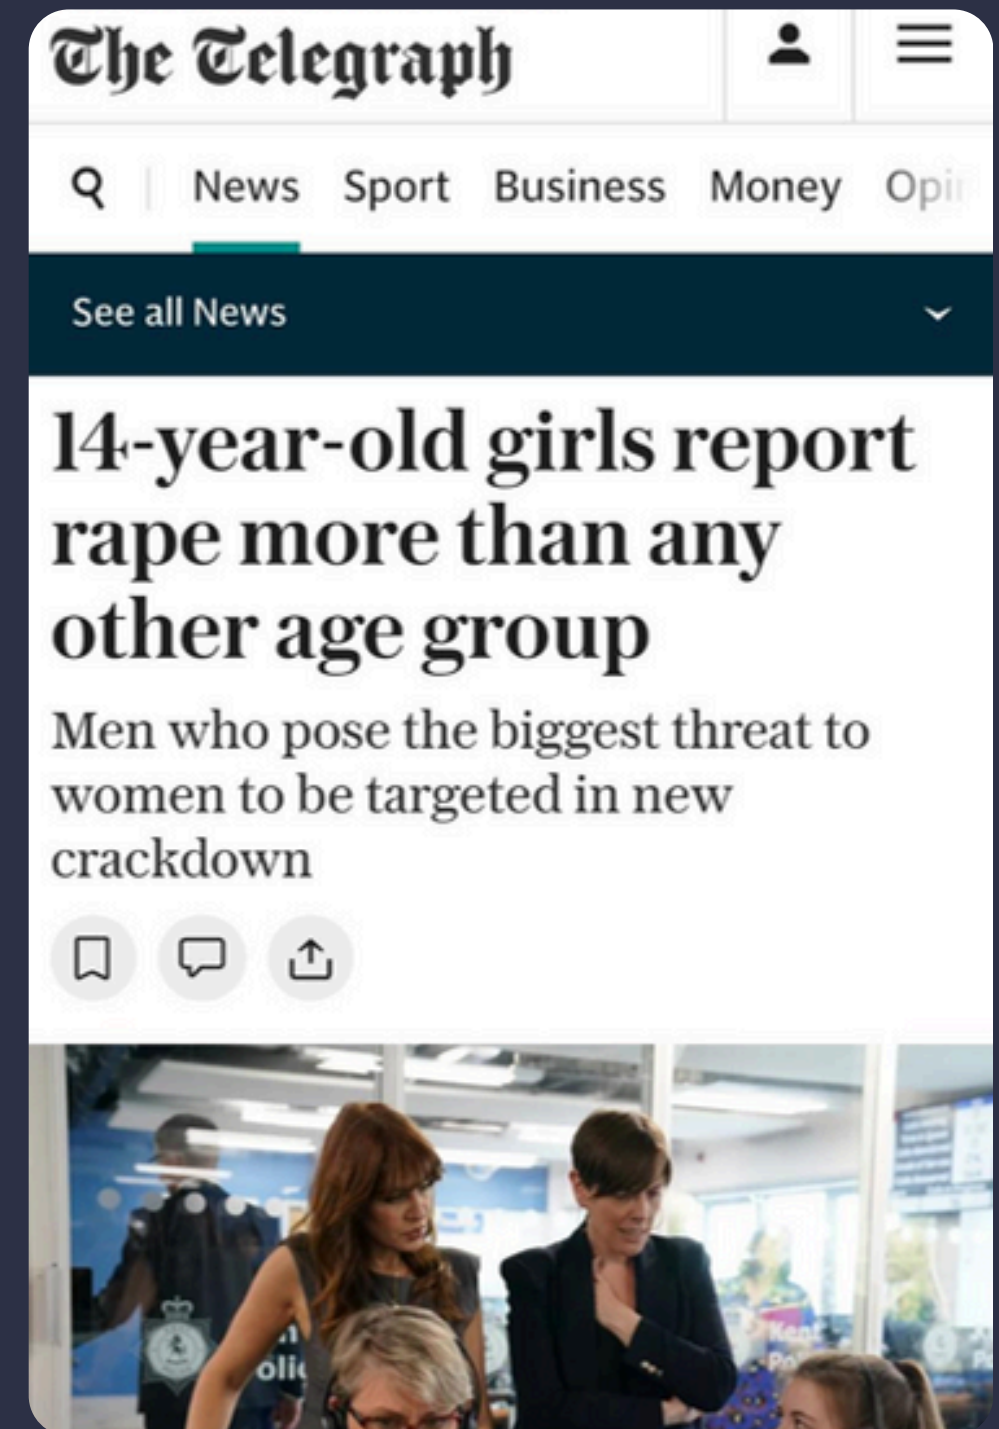 The Telegraph
News Sport Business Money
See all News
14-year-old girls report
rape more than any
other age group
Men who pose the biggest threat to
women to be targeted in new
crackdown
Kent